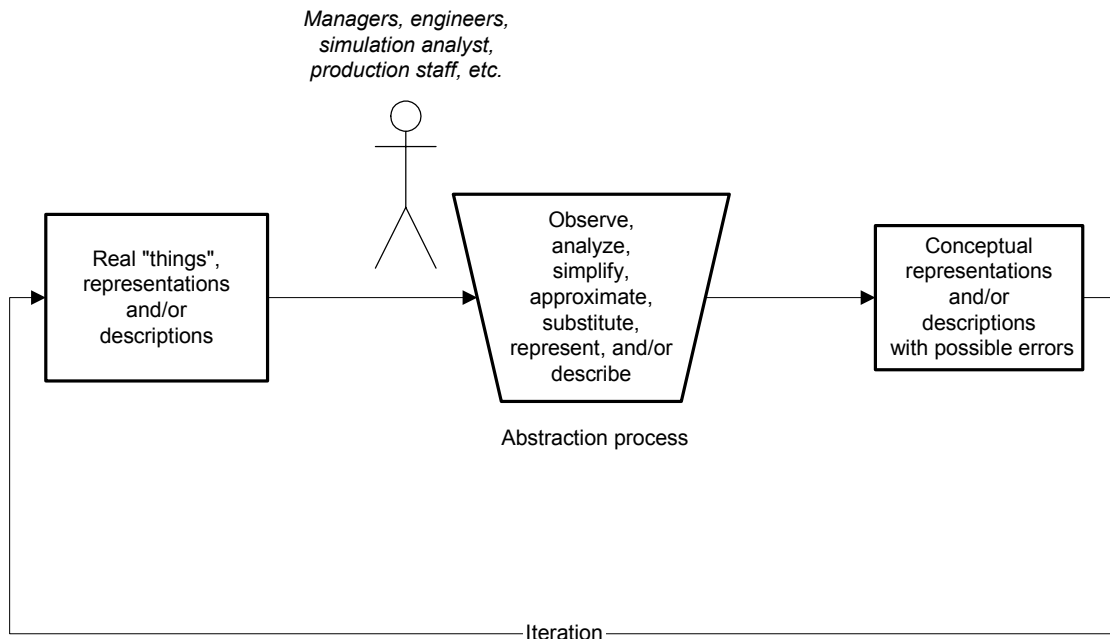 Managers, engineers,
simulation analyst,
production staff, etc.
Real "things",
representations
and/or
descriptions
Observe,
analyze,
simplify,
approximate,
substitute,
represent, and/or
describe
Abstraction process
Conceptual
representations
and/or
descriptions
with possible errors
Iteration